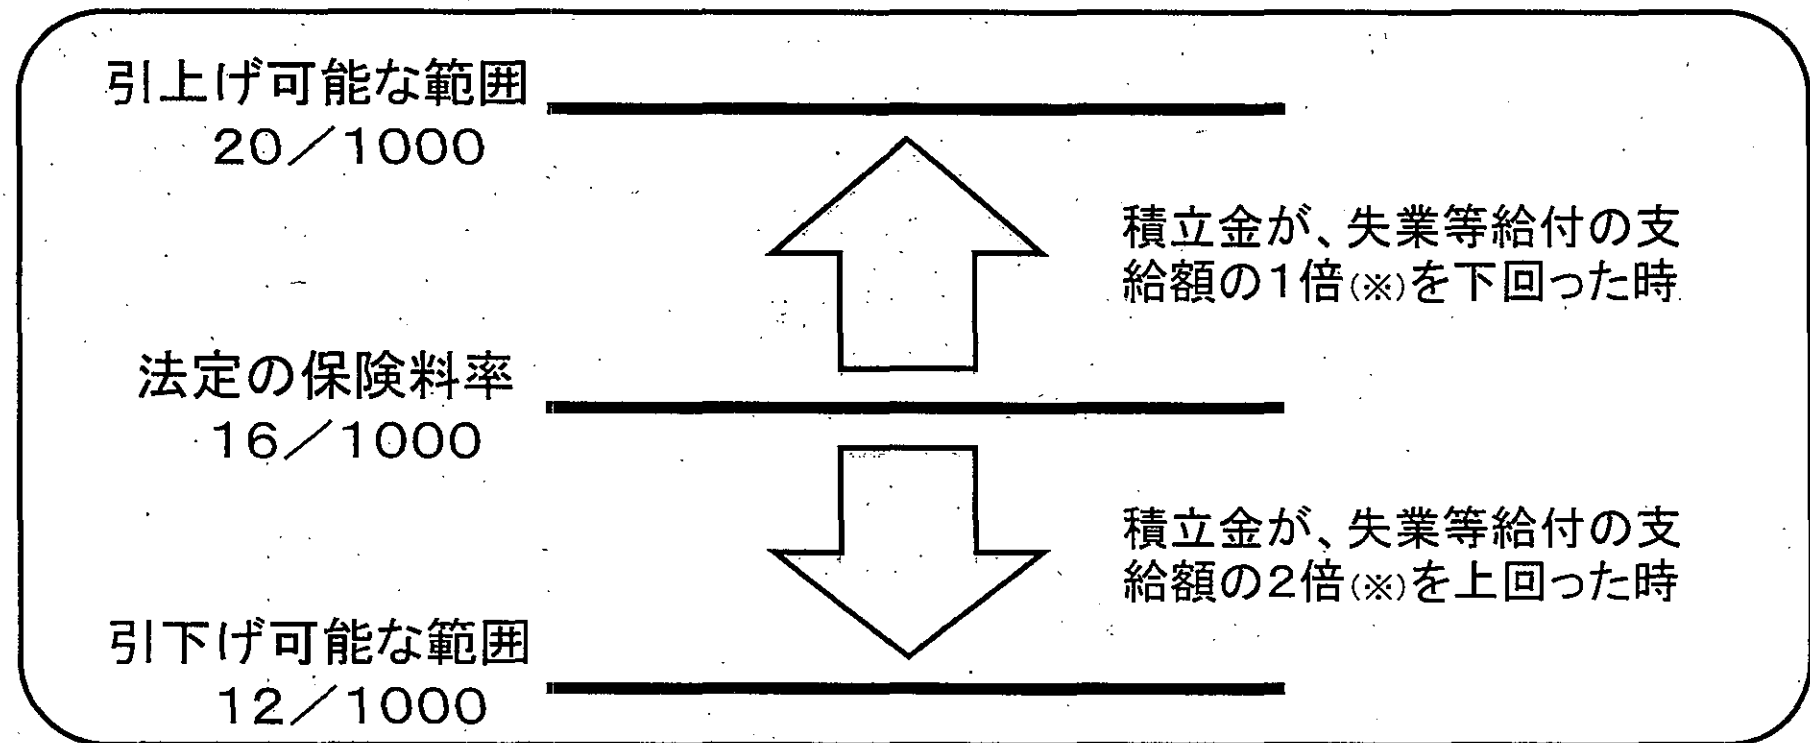 引上げ可能な範囲
20／1000
積立金が、失業等給付の支
給額の1倍(※)を下回った時
法定の保険料率
16／1000
積立金が、失業等給付の支
給額の2倍(※)を上回った時
引下げ可能な範囲
12／1000